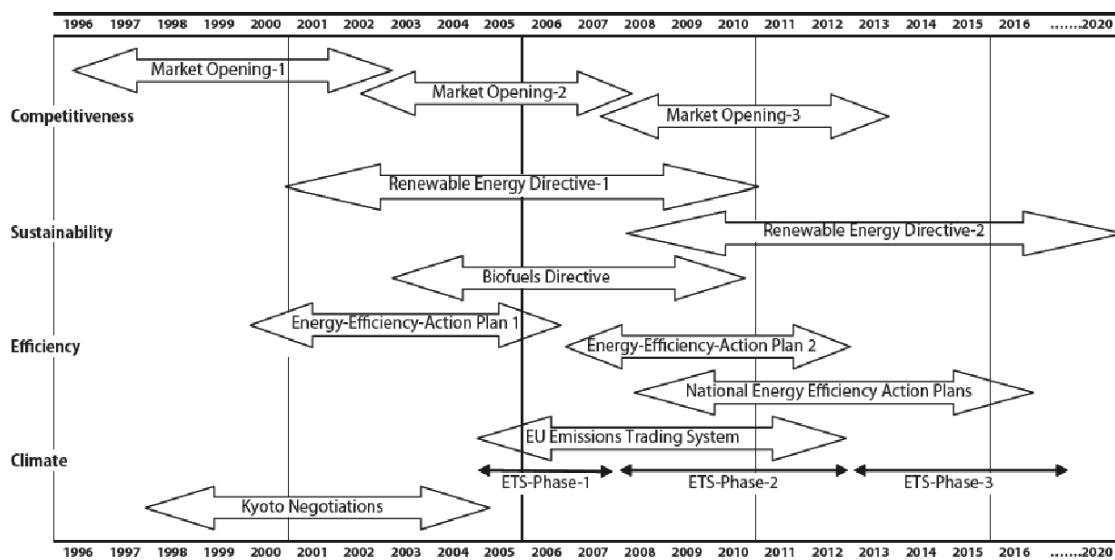 1996 1997 1998 1999 2000 2001 2002 2003 2004 2005 2006 2007 2008 2009 2010 2011 2012 2013 2014 2015 2016 .......2020
Market Opening-1
Market Opening-2
Competitiveness
Market Opening-3
Renewable Energy Directive-1
Sustainability
Renewable Energy Directive-2
Biofuels Directive
Energy-Efficiency-Action Plan 1
Efficiency
Energy-Efficiency-Action Plan 2
National Energy Efficiency Action Plans
EU Emissions Trading System
Climate
ETS-Phase-1 ETS-Phase-2 ETS-Phase-3
Kyoto Negotiations
1996 1997 1998 1999 2000 2001 2002 2003 2004 2005 2006 2007 2008 2009 2010 2011 2012 2013 2014 2015 2016 .......2020